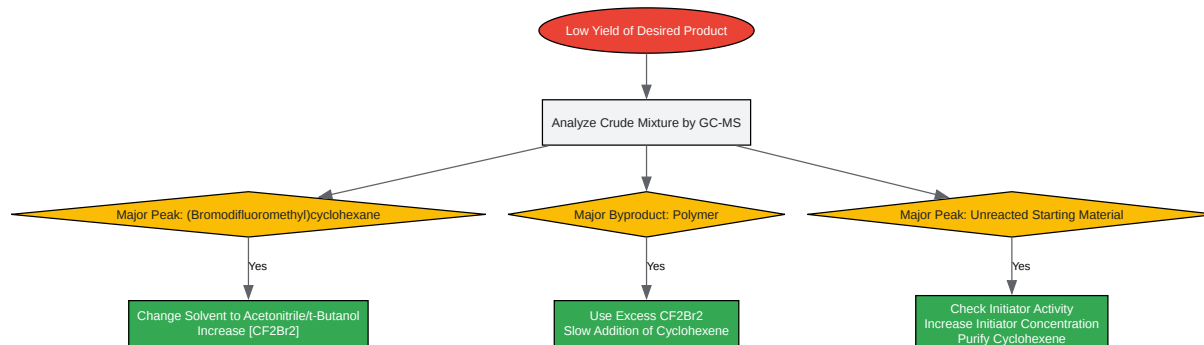 Low Yield of Desired Product
Analyze Crude Mixture by GC-MS
Major Peak: (Bromodifluoromethyl)cyclohexane
Major Byproduct: Polymer
Major Peak: Unreacted Starting Material
Yes
Yes
Yes
Change Solvent to Acetonitrile/t-Butanol
Increase [CF2Br2]
Use Excess CF2Br2
Slow Addition of Cyclohexene
Check Initiator Activity
Increase Initiator Concentration
Purify Cyclohexene